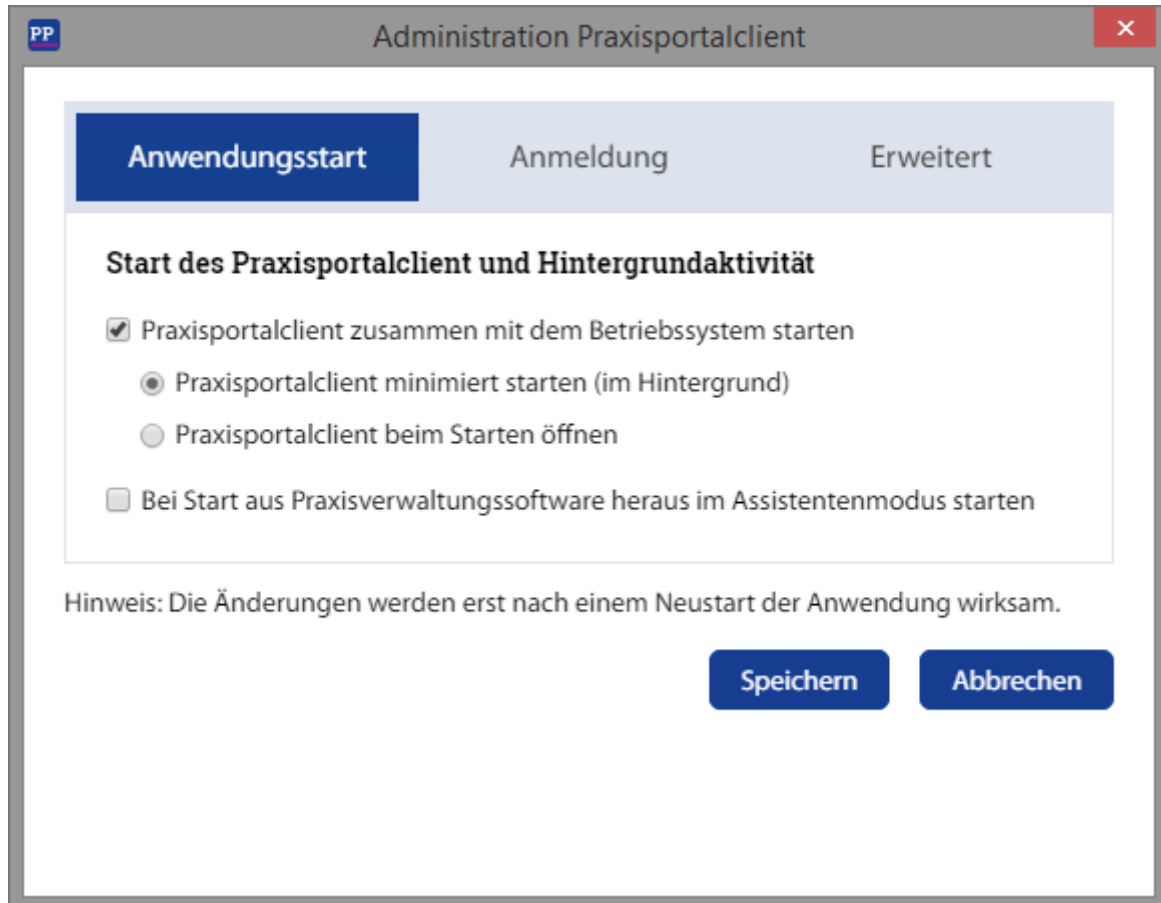 PP
Administration Praxisportalclient
Anwendungsstart
Anmeldung
Erweitert
Start des Praxisportalclient und Hintergrundaktivität
Praxisportalclient zusammen mit dem Betriebssystem starten
Praxisportalclient minimiert starten (im Hintergrund)
Praxisportalclient beim Starten öffnen
Bei Start aus Praxisverwaltungssoftware heraus im Assistentenmodus starten
Hinweis: Die Änderungen werden erst nach einem Neustart der Anwendung wirksam.
Speichern
Abbrechen